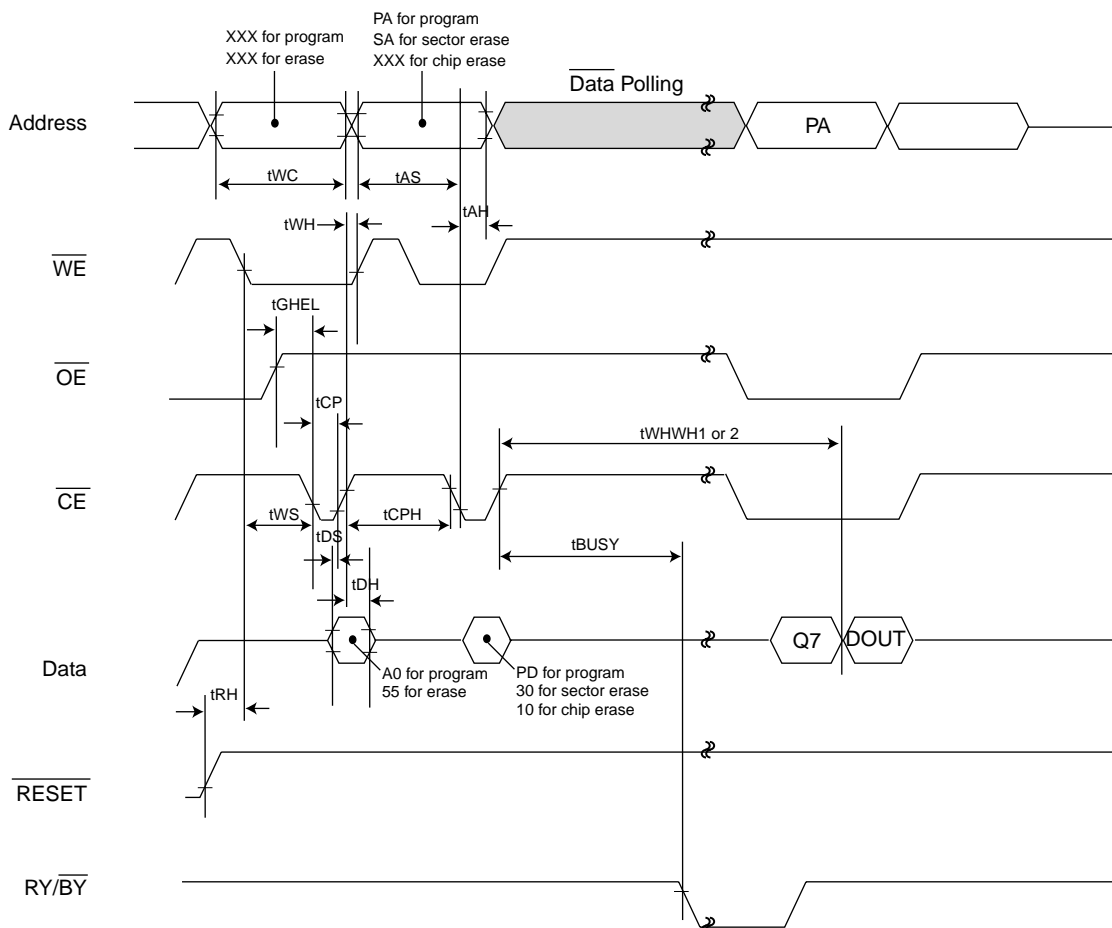 PA for program
SA for sector erase
XXX for chip erase
XXX for program
XXX for erase
Data Polling
Address
PA
tWC
tAS
tAH
tWH
WE
tGHEL
OE
tCP
tWHWH1 or 2
CE
tWS
tCPH
tDS
tBUSY
tDH
Data
Q7
DOUT
A0 for program
55 for erase
PD for program
30 for sector erase
10 for chip erase
tRH
RESET
RY/BY